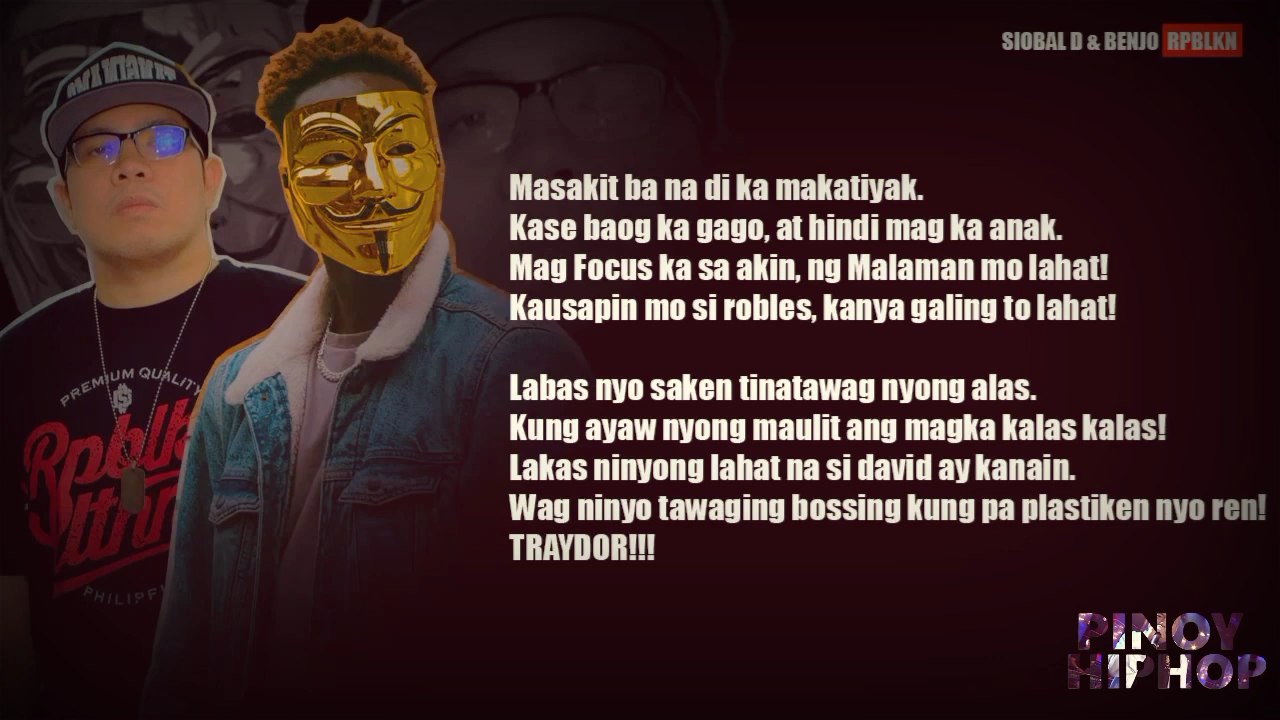 SIOBAL D & BENJO RPBLKN
Masakit ba na di ka makatiyak.
Kase baog ka gago, at hindi mag ka anak.
Mag Focus ka sa akin, ng Malaman mo lahat!
Kausapin mo si robles, kanya galing to lahat!
Labas nyo saken tinatawag nyong alas.
Kung ayaw nyong maulit ang magka kalas kalas!
Lakas ninyong lahat na si david ay kanain.
Wag ninyo tawaging bossing kung pa plastiken nyo ren!
TRAYDOR!!!
PREMIUM QUALITY
PINOY
HIPHOP